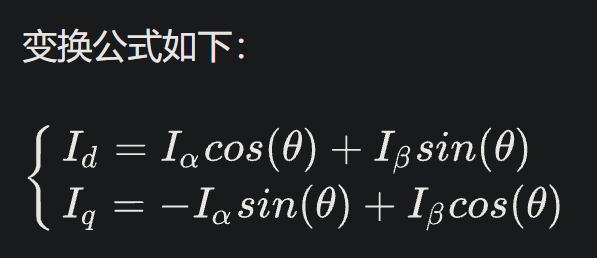 变换公式如下：
I_d = I_α cos(θ) + I_β sin(θ)
I_q = −I_α sin(θ) + I_β cos(θ)